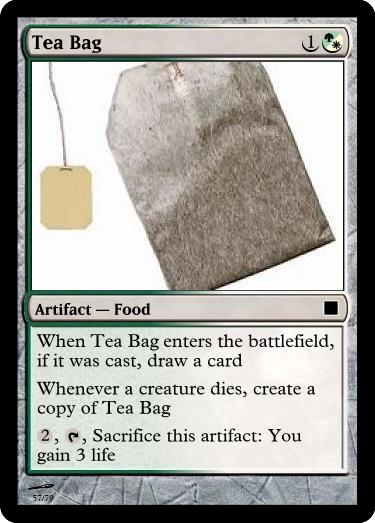 Tea Bag 1
Artifact — Food
When Tea Bag enters the battlefield,
if it was cast, draw a card
Whenever a creature dies, create a
copy of Tea Bag
2, , Sacrifice this artifact: You
gain 3 life
57/79